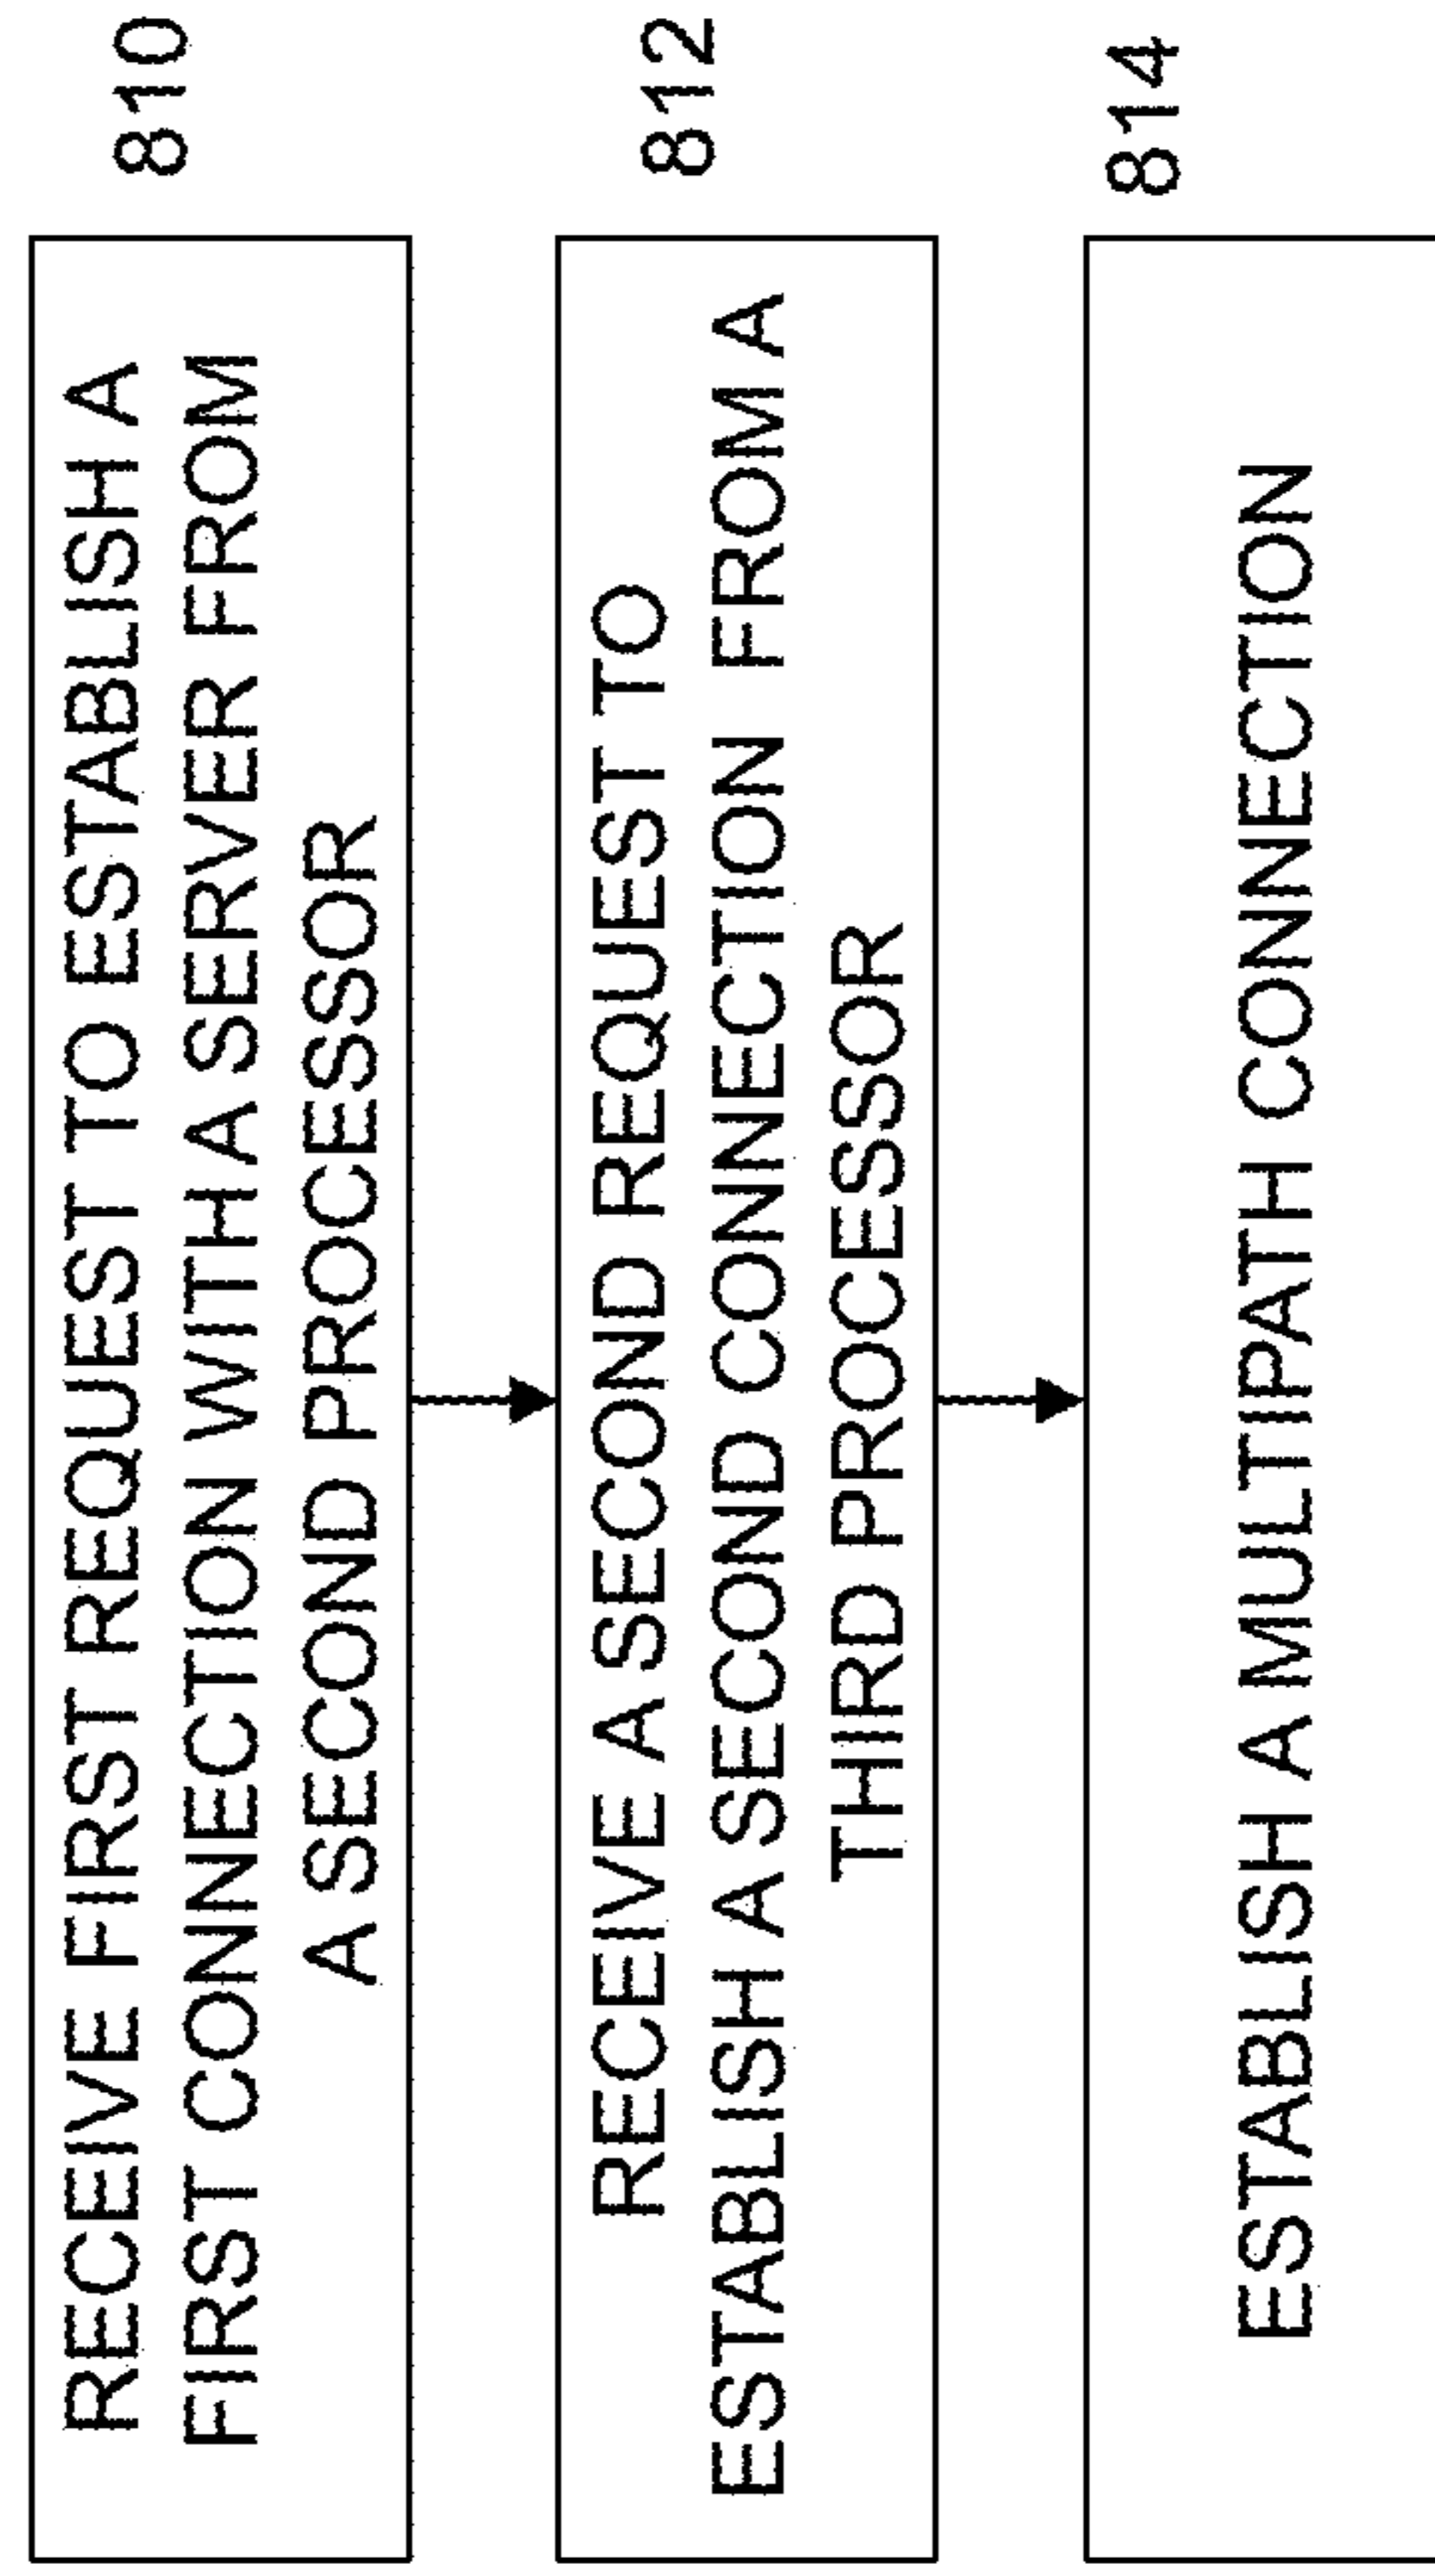 RECEIVE FIRST REQUEST TO ESTABLISH A
FIRST CONNECTION WITH A SERVER FROM
A SECOND PROCESSOR
810
RECEIVE A SECOND REQUEST TO
ESTABLISH A SECOND CONNECTION FROM A
THIRD PROCESSOR
812
ESTABLISH A MULTIPATH CONNECTION
814